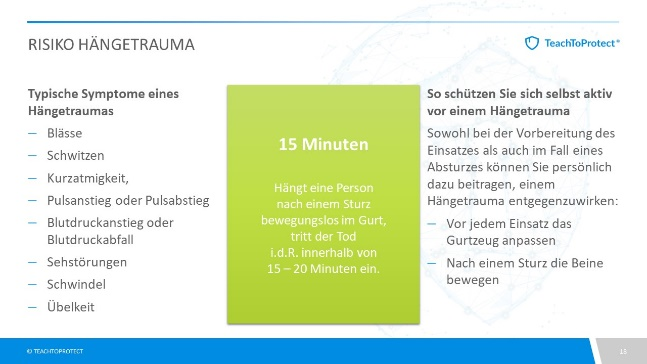 RISIKO HÄNGETRAUMA
TeachToProtect®
Typische Symptome eines
Hängetraumas
– Blässe
– Schwitzen
– Kurzatmigkeit,
– Pulsanstieg oder Pulsabstieg
– Blutdruckanstieg oder
Blutdruckabfall
– Sehstörungen
– Schwindel
– Übelkeit
15 Minuten
Hängt eine Person
nach einem Sturz
bewegungslos im Gurt,
tritt der Tod
i.d.R. innerhalb von
15 – 20 Minuten ein.
So schützen Sie sich selbst aktiv
vor einem Hängetrauma
Sowohl bei der Vorbereitung des
Einsatzes als auch im Fall eines
Absturzes können Sie persönlich
dazu beitragen, einem
Hängetrauma entgegenzuwirken:
– Vor jedem Einsatz das
Gurtzeug anpassen
– Nach einem Sturz die Beine
bewegen
© TEACHTOPROTECT
15